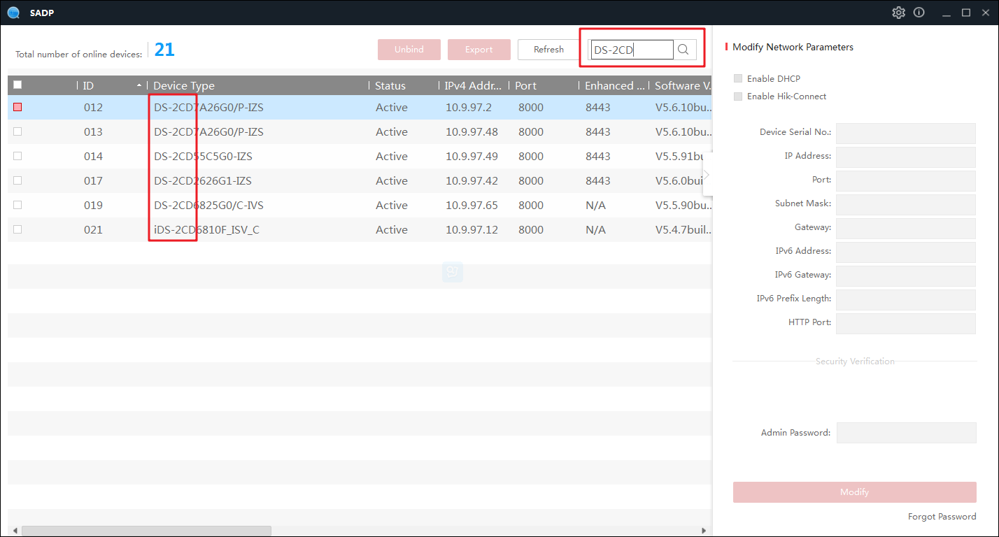 SADP
Total number of online devices: 21
Unbind
Export
Refresh
DS-2CD
ID Device Type Status IPv4 Addr... Port Enhanced ... Software V...
012 DS-2CD7A26G0/P-IZS Active 10.9.97.2 8000 8443 V5.6.10bu...
013 DS-2CD7A26G0/P-IZS Active 10.9.97.48 8000 8443 V5.6.10bu...
014 DS-2CD55C5G0-IZS Active 10.9.97.49 8000 8443 V5.5.91bu
017 DS-2CD2626G1-IZS Active 10.9.97.42 8000 8443 V5.6.0bui
019 DS-2CD6825G0/C-IVS Active 10.9.97.65 8000 N/A V5.5.90bu...
021 iDS-2CD6810F_ISV_C Active 10.9.97.12 8000 N/A V5.4.7buil...
Modify Network Parameters
Enable DHCP
Enable Hik-Connect
Device Serial No.:
IP Address:
Port:
Subnet Mask:
Gateway:
IPv6 Address:
IPv6 Gateway:
IPv6 Prefix Length:
HTTP Port:
Security Verification
Admin Password:
Modify
Forgot Password